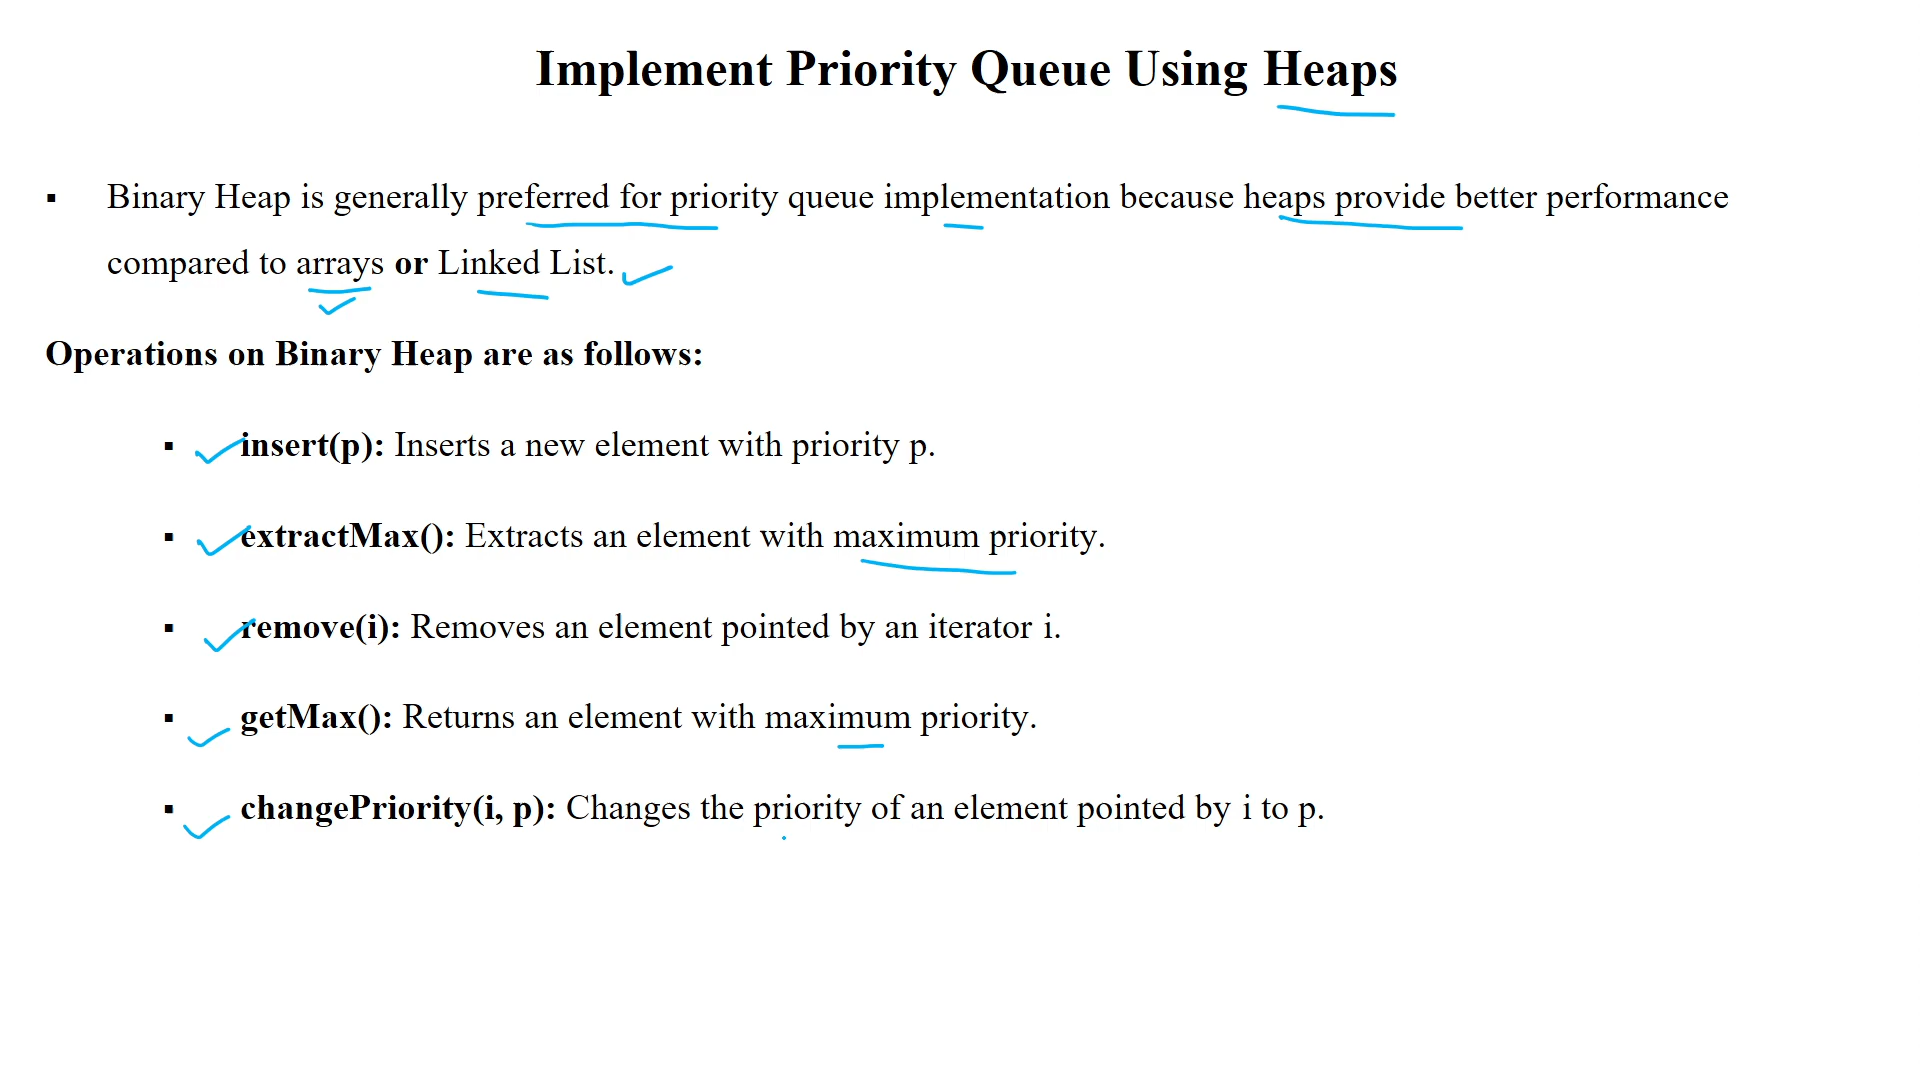 Implement Priority Queue Using Heaps
▪ Binary Heap is generally preferred for priority queue implementation because heaps provide better performance
compared to arrays or Linked List.
Operations on Binary Heap are as follows:
▪ insert(p): Inserts a new element with priority p.
▪ extractMax(): Extracts an element with maximum priority.
▪ remove(i): Removes an element pointed by an iterator i.
▪ getMax(): Returns an element with maximum priority.
▪ changePriority(i, p): Changes the priority of an element pointed by i to p.